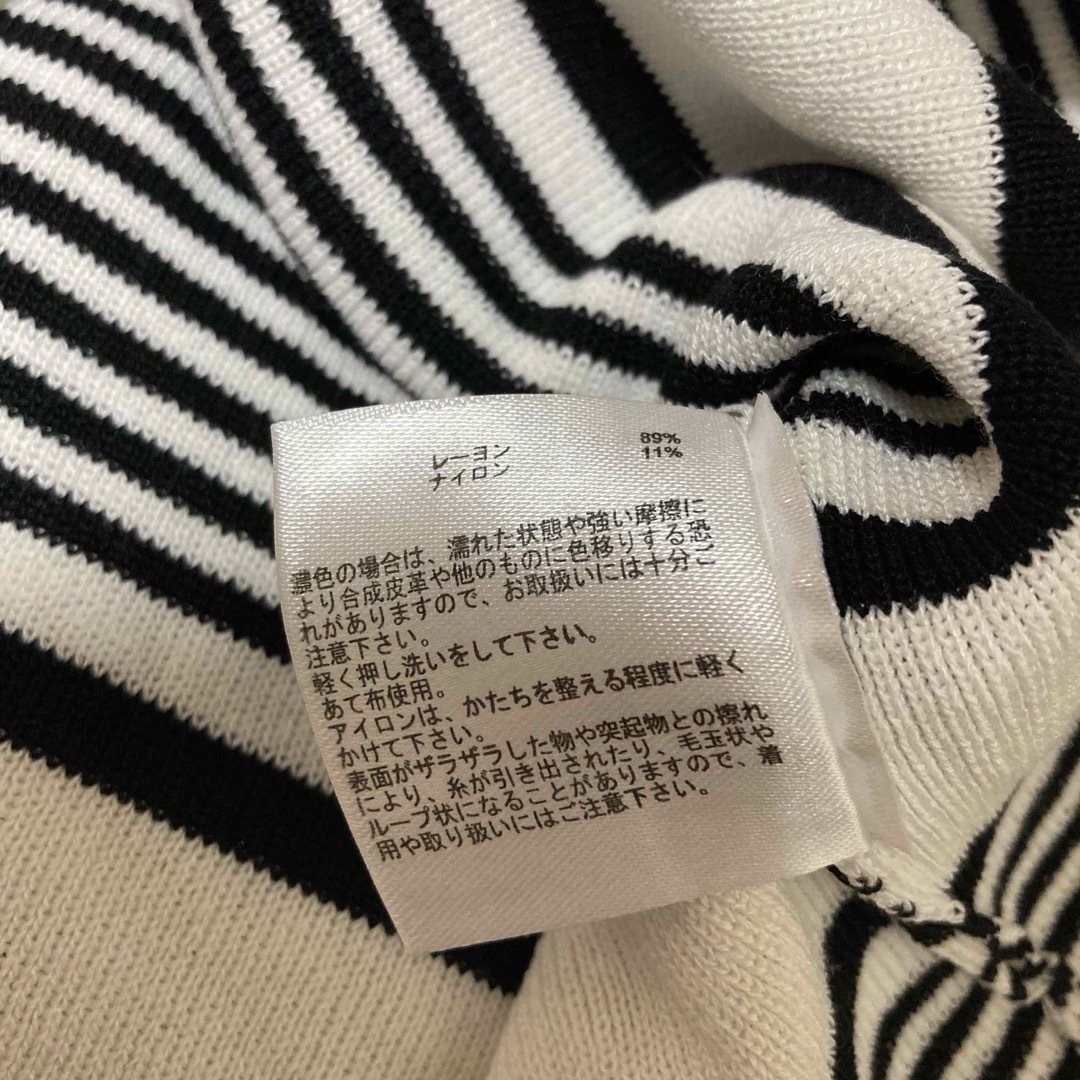 レーヨン 89%
ナイロン 11%
濃色の場合は、濡れた状態や強い摩擦に
より合成皮革や他のものに色移りする恐
れがありますので、お取扱いには十分ご
注意下さい。
軽く押し洗いをして下さい。
あて布使用。
アイロンは、かたちを整える程度に軽く
かけて下さい。
表面がザラザラした物や突起物との擦れ
により、糸が引き出されたり、毛玉状や
ループ状になることがありますので、着
用や取り扱いにはご注意下さい。